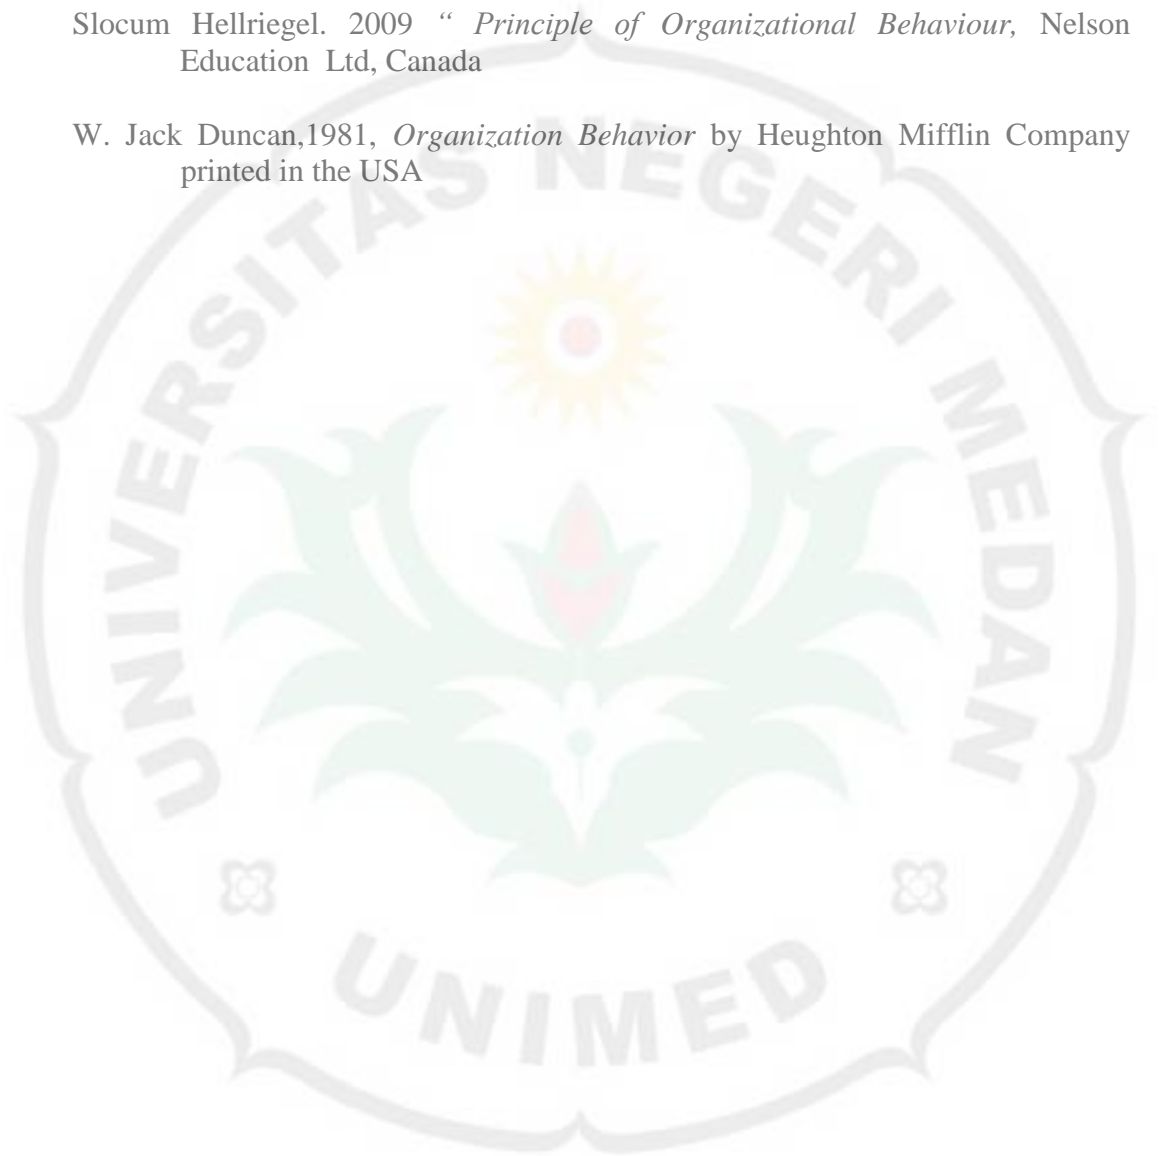 Slocum Hellriegel. 2009 “ Principle of Organizational Behaviour, Nelson
Education Ltd, Canada
W. Jack Duncan,1981, Organization Behavior by Heughton Mifflin Company
printed in the USA
UNIVERSITAS NEGERI MEDAN
UNIMED